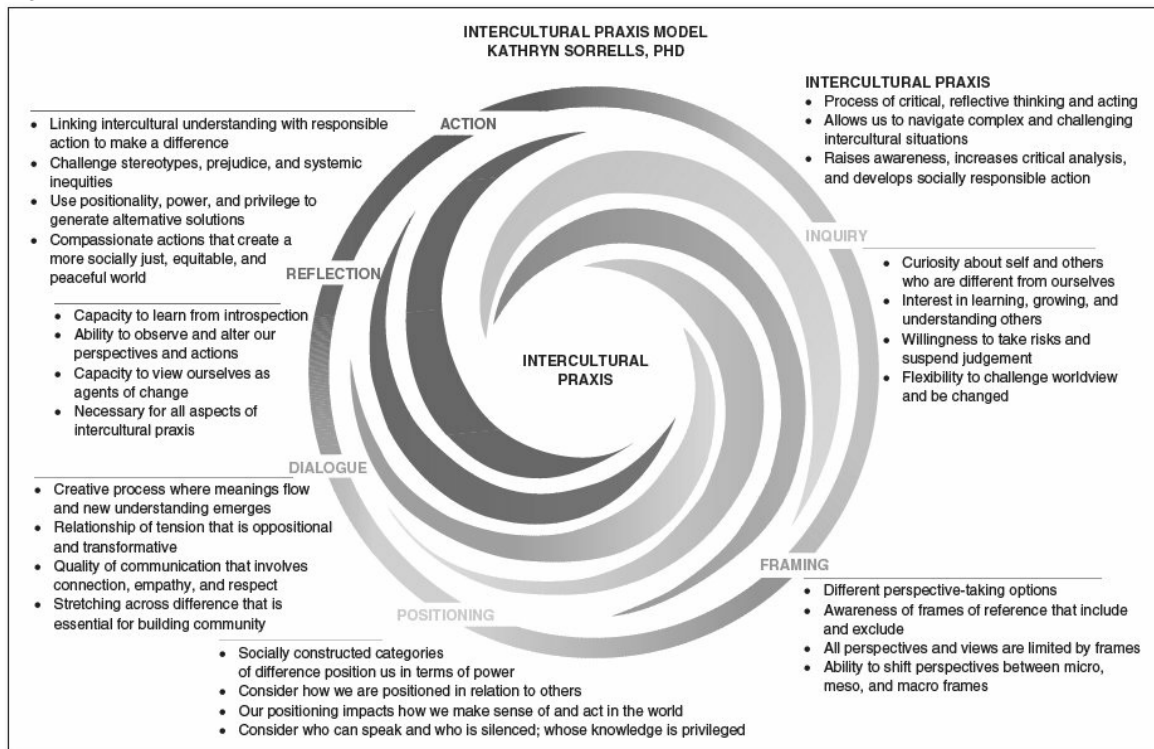 INTERCULTURAL PRAXIS MODEL
KATHRYN SORRELLS, PHD
INTERCULTURAL PRAXIS
• Process of critical, reflective thinking and acting
• Allows us to navigate complex and challenging
intercultural situations
• Raises awareness, increases critical analysis,
and develops socially responsible action
INQUIRY
• Curiosity about self and others
who are different from ourselves
• Interest in learning, growing, and
understanding others
• Willingness to take risks and
suspend judgement
• Flexibility to challenge worldview
and be changed
FRAMING
• Different perspective-taking options
• Awareness of frames of reference that include
and exclude
• All perspectives and views are limited by frames
• Ability to shift perspectives between micro,
meso, and macro frames
POSITIONING
• Socially constructed categories
of difference position us in terms of power
• Consider how we are positioned in relation to others
• Our positioning impacts how we make sense of and act in the world
• Consider who can speak and who is silenced; whose knowledge is privileged
DIALOGUE
• Creative process where meanings flow
and new understanding emerges
• Relationship of tension that is oppositional
and transformative
• Quality of communication that involves
connection, empathy, and respect
• Stretching across difference that is
essential for building community
REFLECTION
• Capacity to learn from introspection
• Ability to observe and alter our
perspectives and actions
• Capacity to view ourselves as
agents of change
• Necessary for all aspects of
intercultural praxis
ACTION
• Linking intercultural understanding with responsible
action to make a difference
• Challenge stereotypes, prejudice, and systemic
inequities
• Use positionality, power, and privilege to
generate alternative solutions
• Compassionate actions that create a
more socially just, equitable, and
peaceful world
INTERCULTURAL
PRAXIS